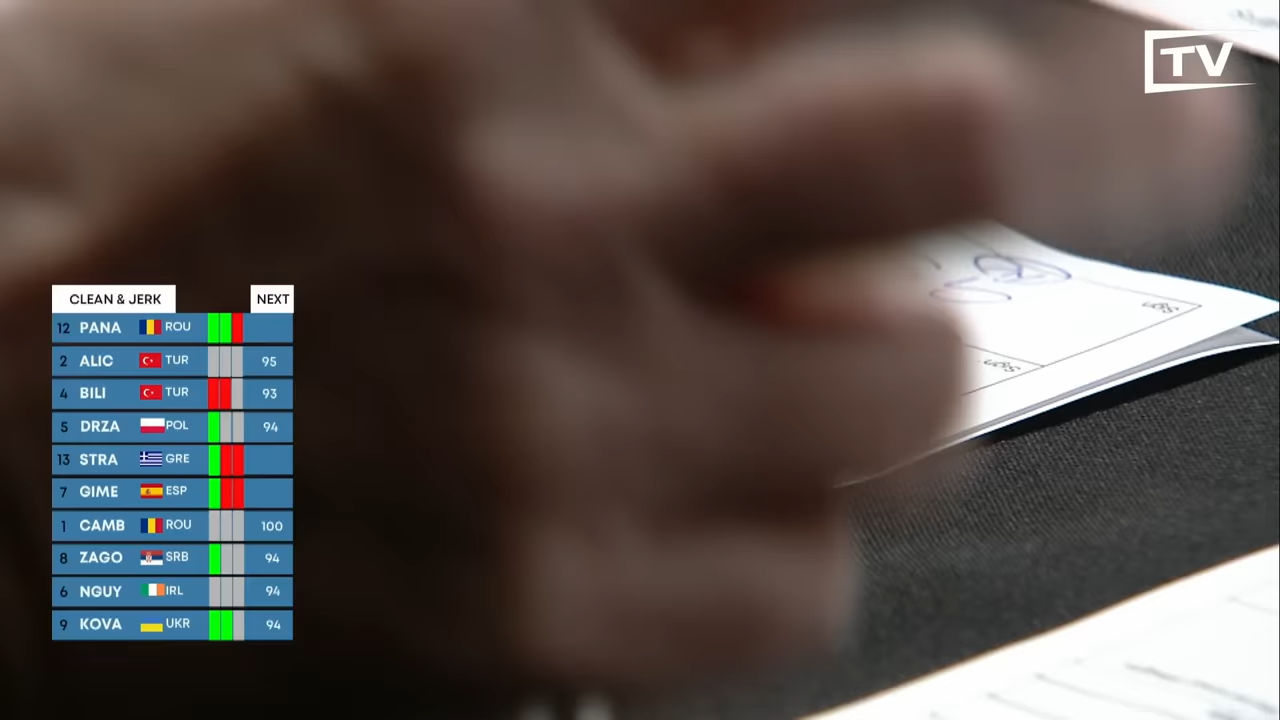 TV
CLEAN & JERK NEXT
12 PANA ROU
2 ALIC TUR 95
4 BILI TUR 93
5 DRZA POL 94
13 STRA GRE
7 GIME ESP
1 CAMB ROU 100
8 ZAGO SRB 94
6 NGUY IRL 94
9 KOVA UKR 94
sign
sign